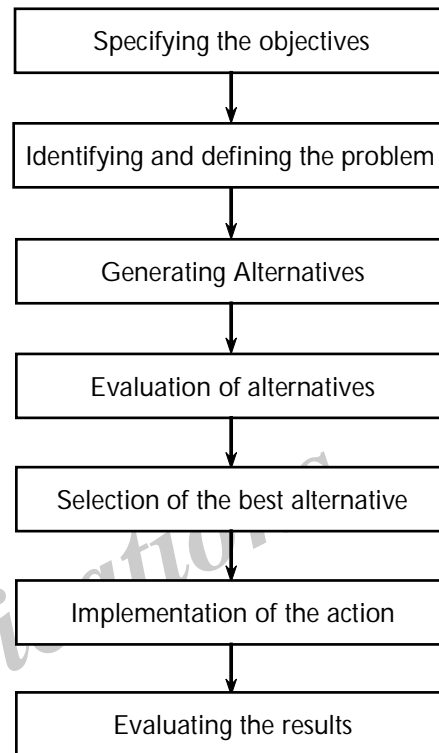 Specifying the objectives
Identifying and defining the problem
Generating Alternatives
Evaluation of alternatives
Selection of the best alternative
Implementation of the action
Evaluating the results